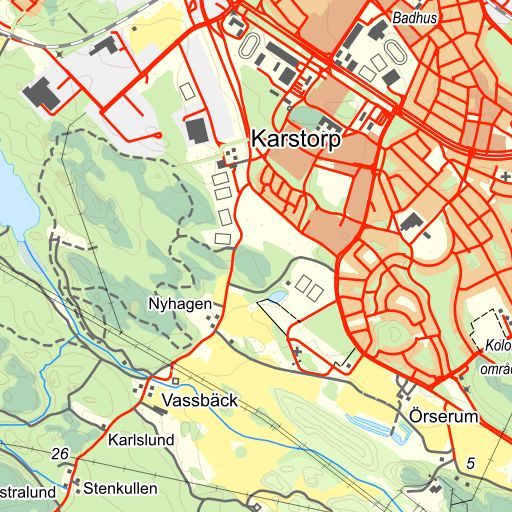 Badhus
Karstorp
Nyhagen
Kolo
områd
Vassbäck
Örserum
Karlslund
26
5
stralund
Stenkullen